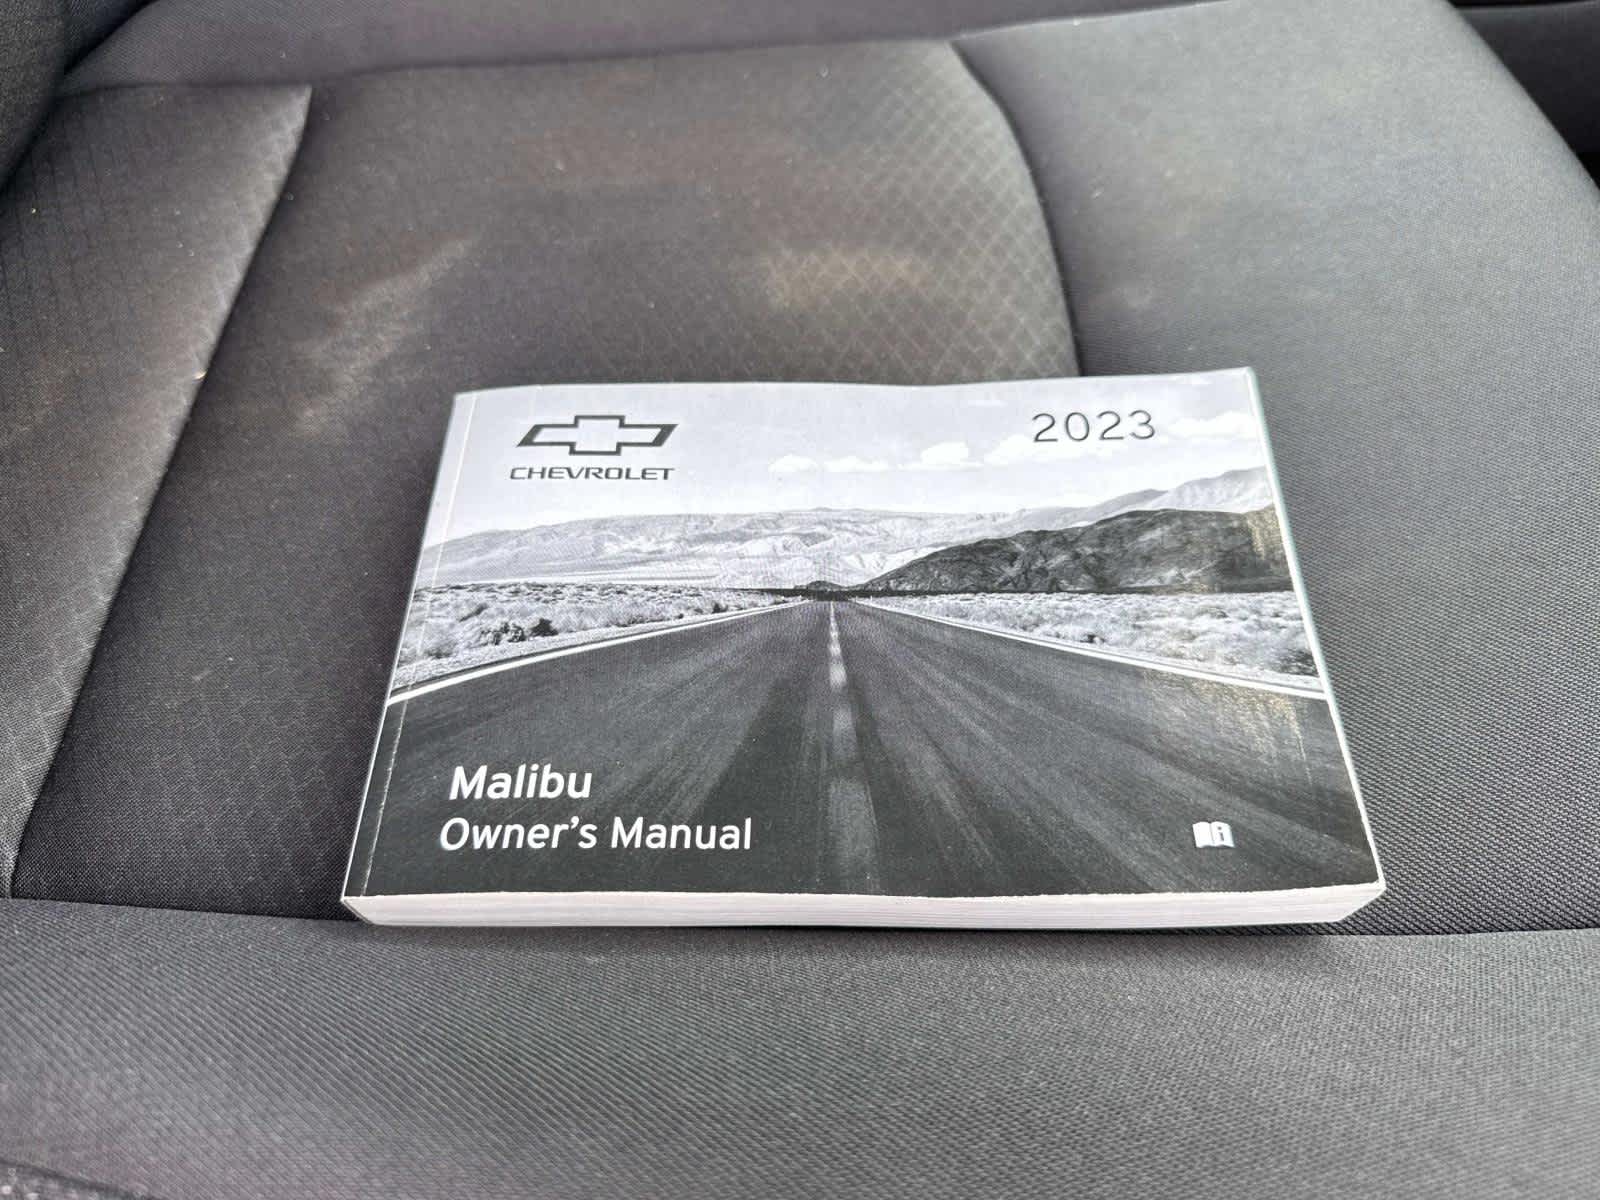 CHEVROLET
2023
Malibu
Owner's Manual